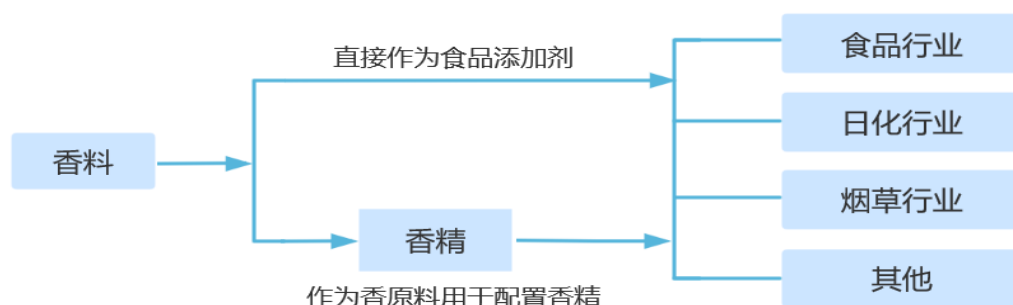 食品行业
直接作为食品添加剂
日化行业
香料
烟草行业
香精
其他
作为香原料用于配置香精